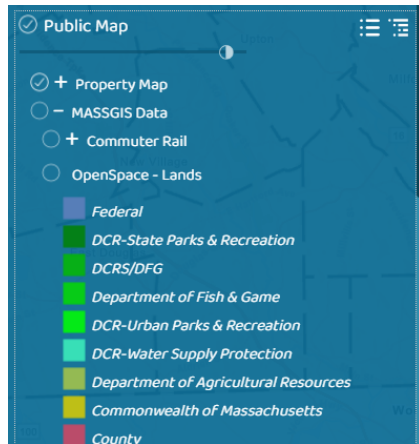 Public Map
+ Property Map
− MASSGIS Data
+ Commuter Rail
OpenSpace - Lands
Federal
DCR-State Parks & Recreation
DCRS/DFG
Department of Fish & Game
DCR-Urban Parks & Recreation
DCR-Water Supply Protection
Department of Agricultural Resources
Commonwealth of Massachusetts
County